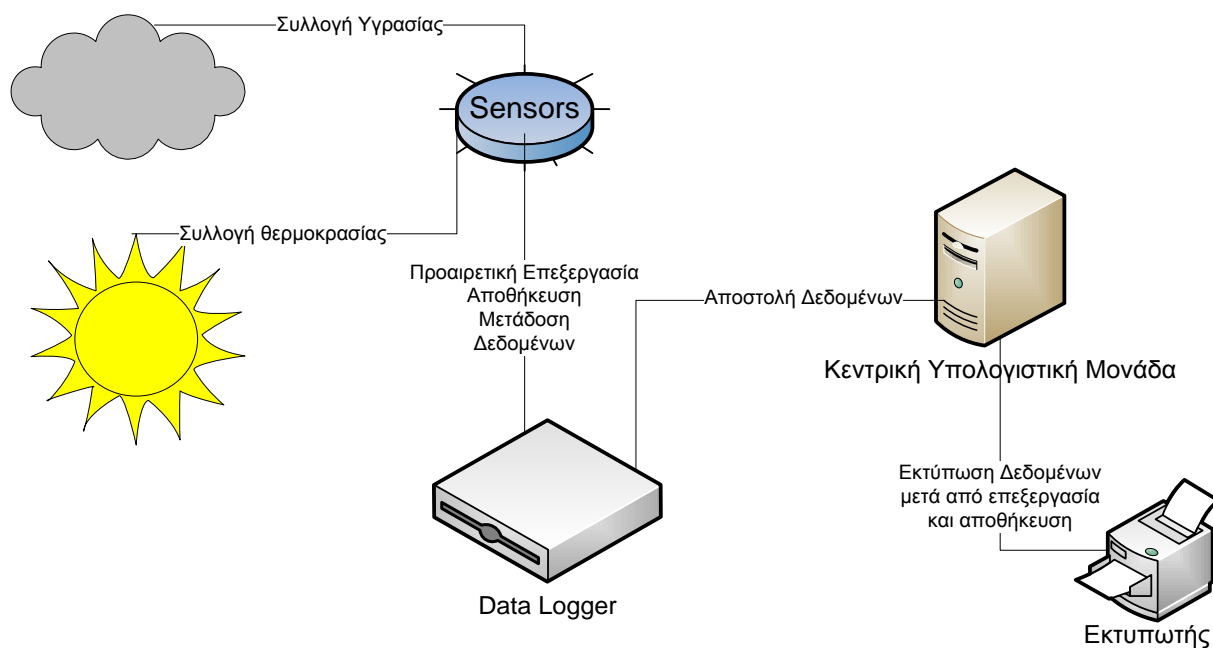 Συλλογή Υγρασίας
Sensors
Συλλογή θερμοκρασίας
Προαιρετική Επεξεργασία
Αποθήκευση
Μετάδοση
Δεδομένων
Αποστολή Δεδομένων
Κεντρική Υπολογιστική Μονάδα
Εκτύπωση Δεδομένων
μετά από επεξεργασία
και αποθήκευση
Data Logger
Εκτυπωτής